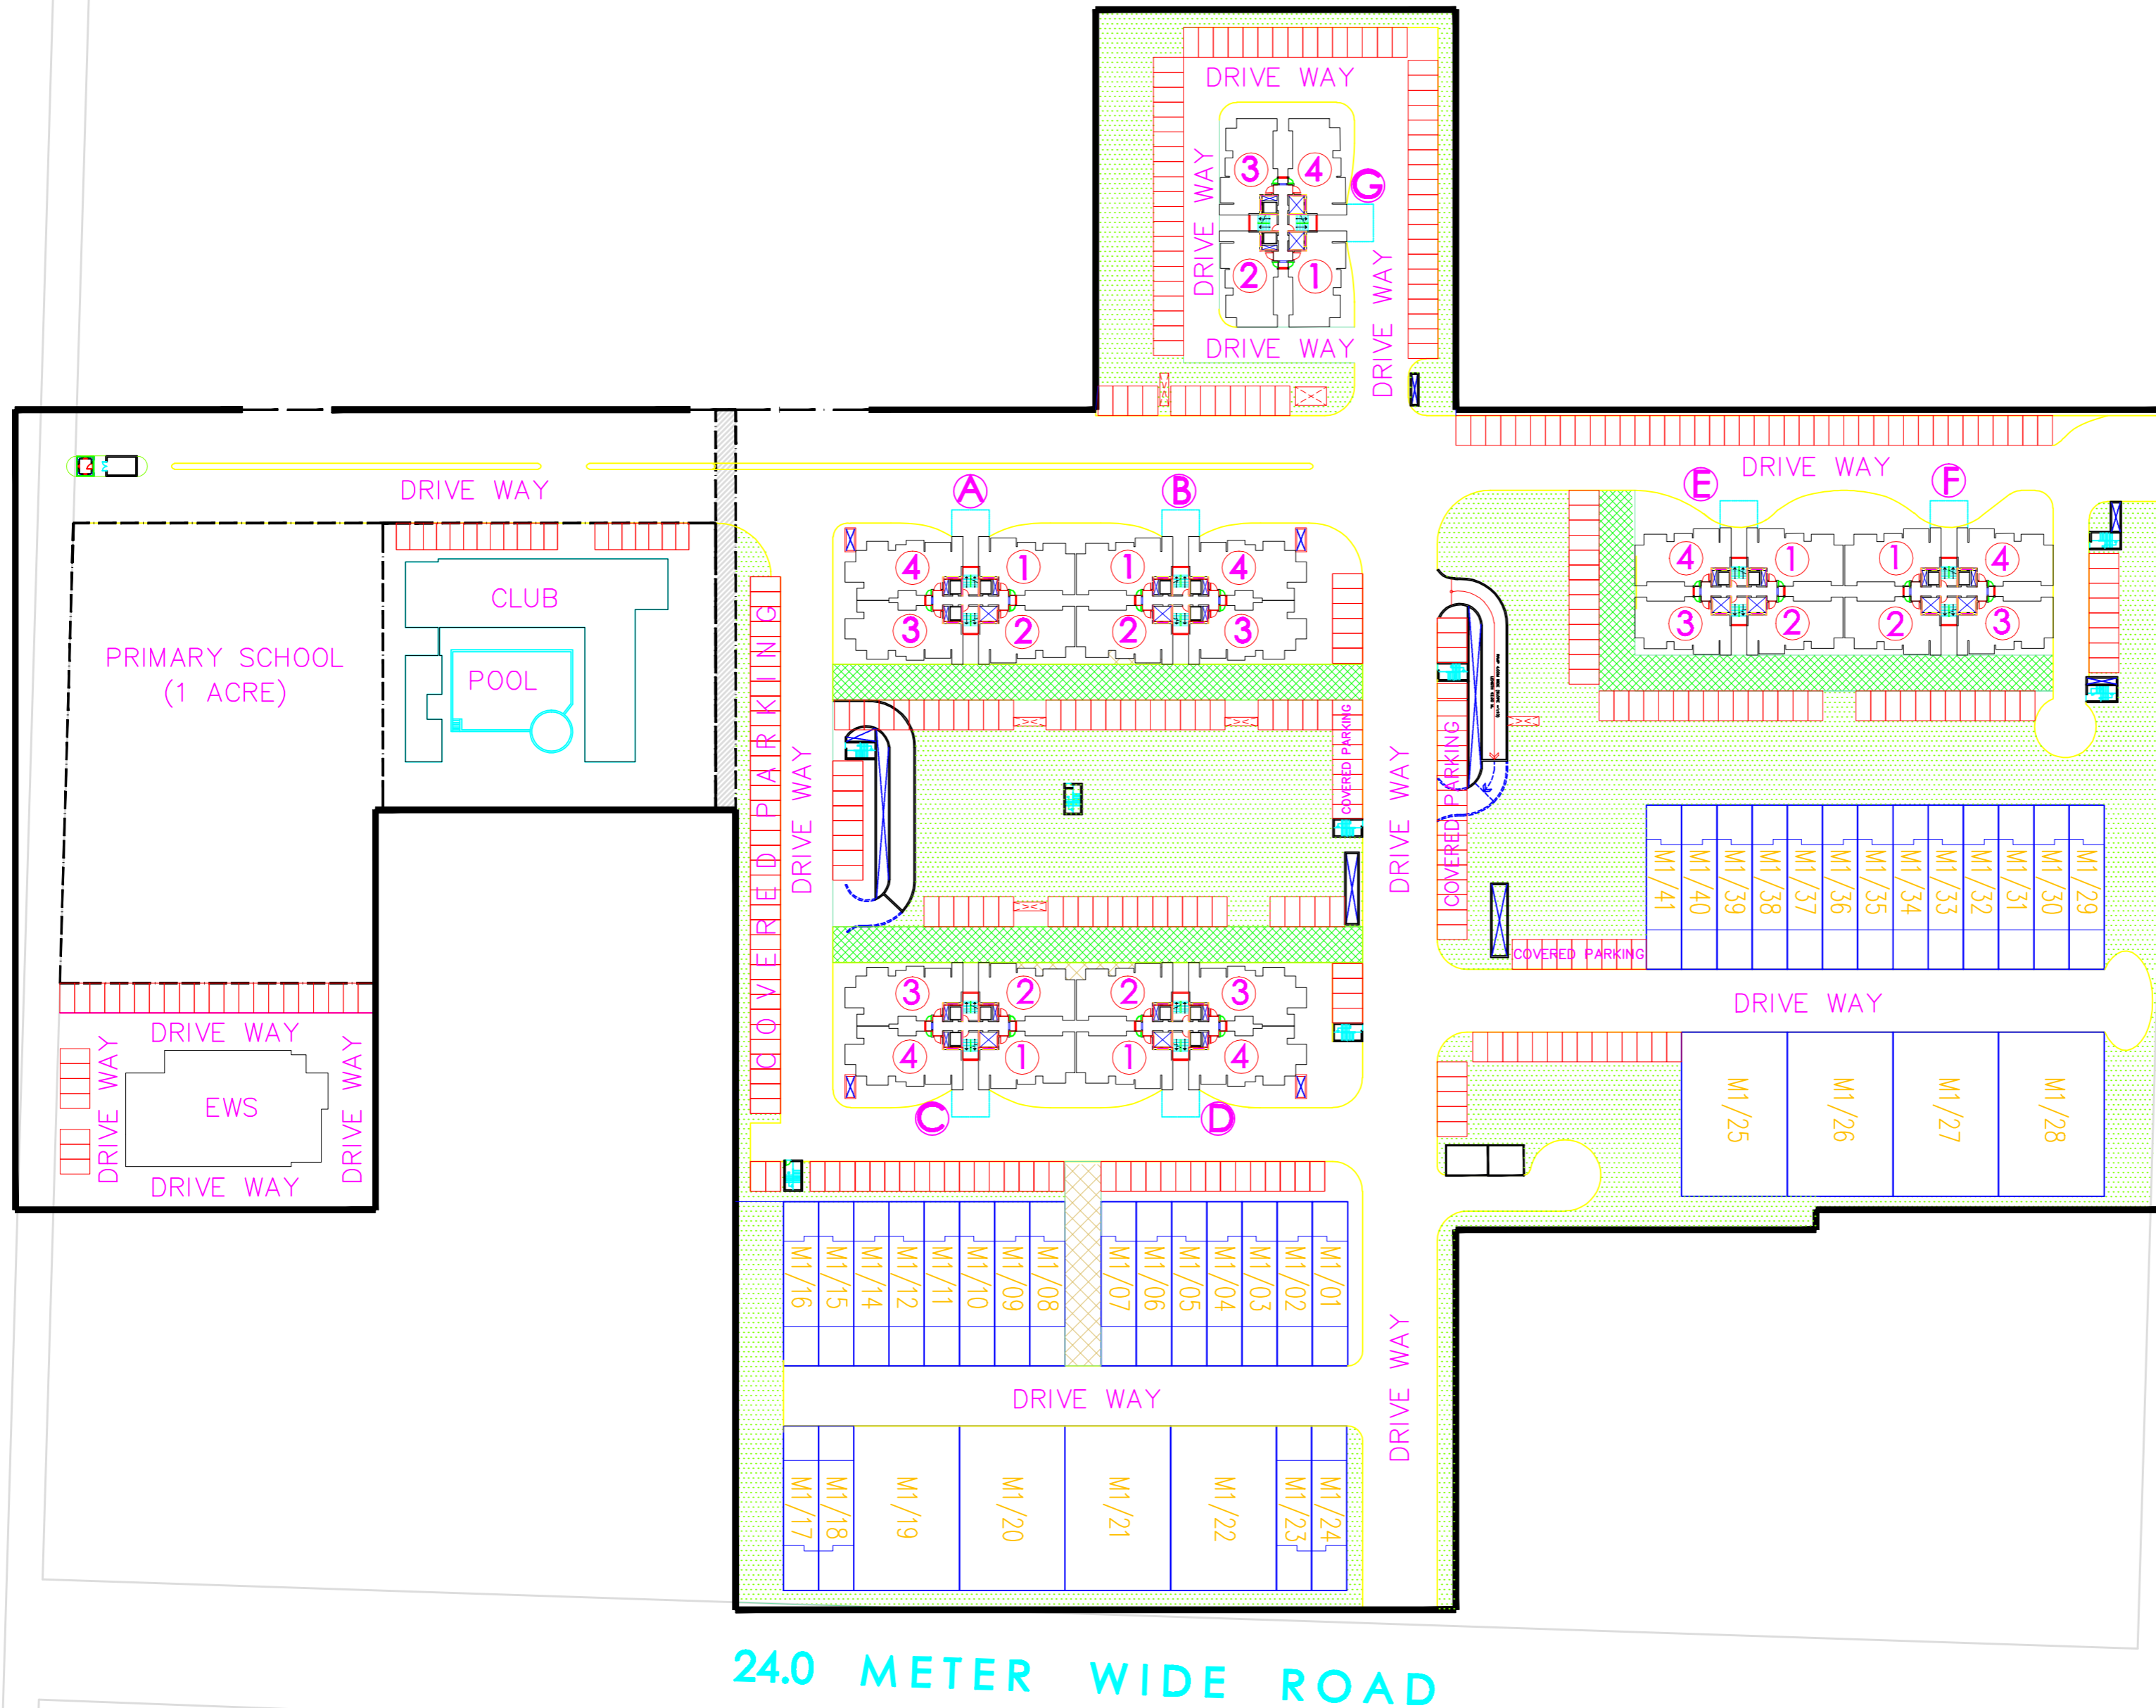 DRIVE WAY
DRIVE WAY
3
4
G
2
1
DRIVE WAY
DRIVE WAY
DRIVE WAY
DRIVE WAY
A
B
E
F
4
1
1
4
3
2
2
3
4
1
1
4
3
2
2
3
CLUB
POOL
PRIMARY SCHOOL
(1 ACRE)
COVERED PARKING
DRIVE WAY
COVERED PARKING
DRIVE WAY
COVERED PARKING
M1/41
M1/40
M1/39
M1/38
M1/37
M1/36
M1/35
M1/34
M1/33
M1/32
M1/31
M1/30
M1/29
COVERED PARKING
DRIVE WAY
3
2
2
3
4
1
1
4
C
D
DRIVE WAY
DRIVE WAY
EWS
DRIVE WAY
DRIVE WAY
M1/25
M1/26
M1/27
M1/28
M1/16
M1/15
M1/14
M1/12
M1/11
M1/10
M1/09
M1/08
M1/07
M1/06
M1/05
M1/04
M1/03
M1/02
M1/01
DRIVE WAY
DRIVE WAY
M1/17
M1/18
M1/19
M1/20
M1/21
M1/22
M1/23
M1/24
24.0 METER WIDE ROAD